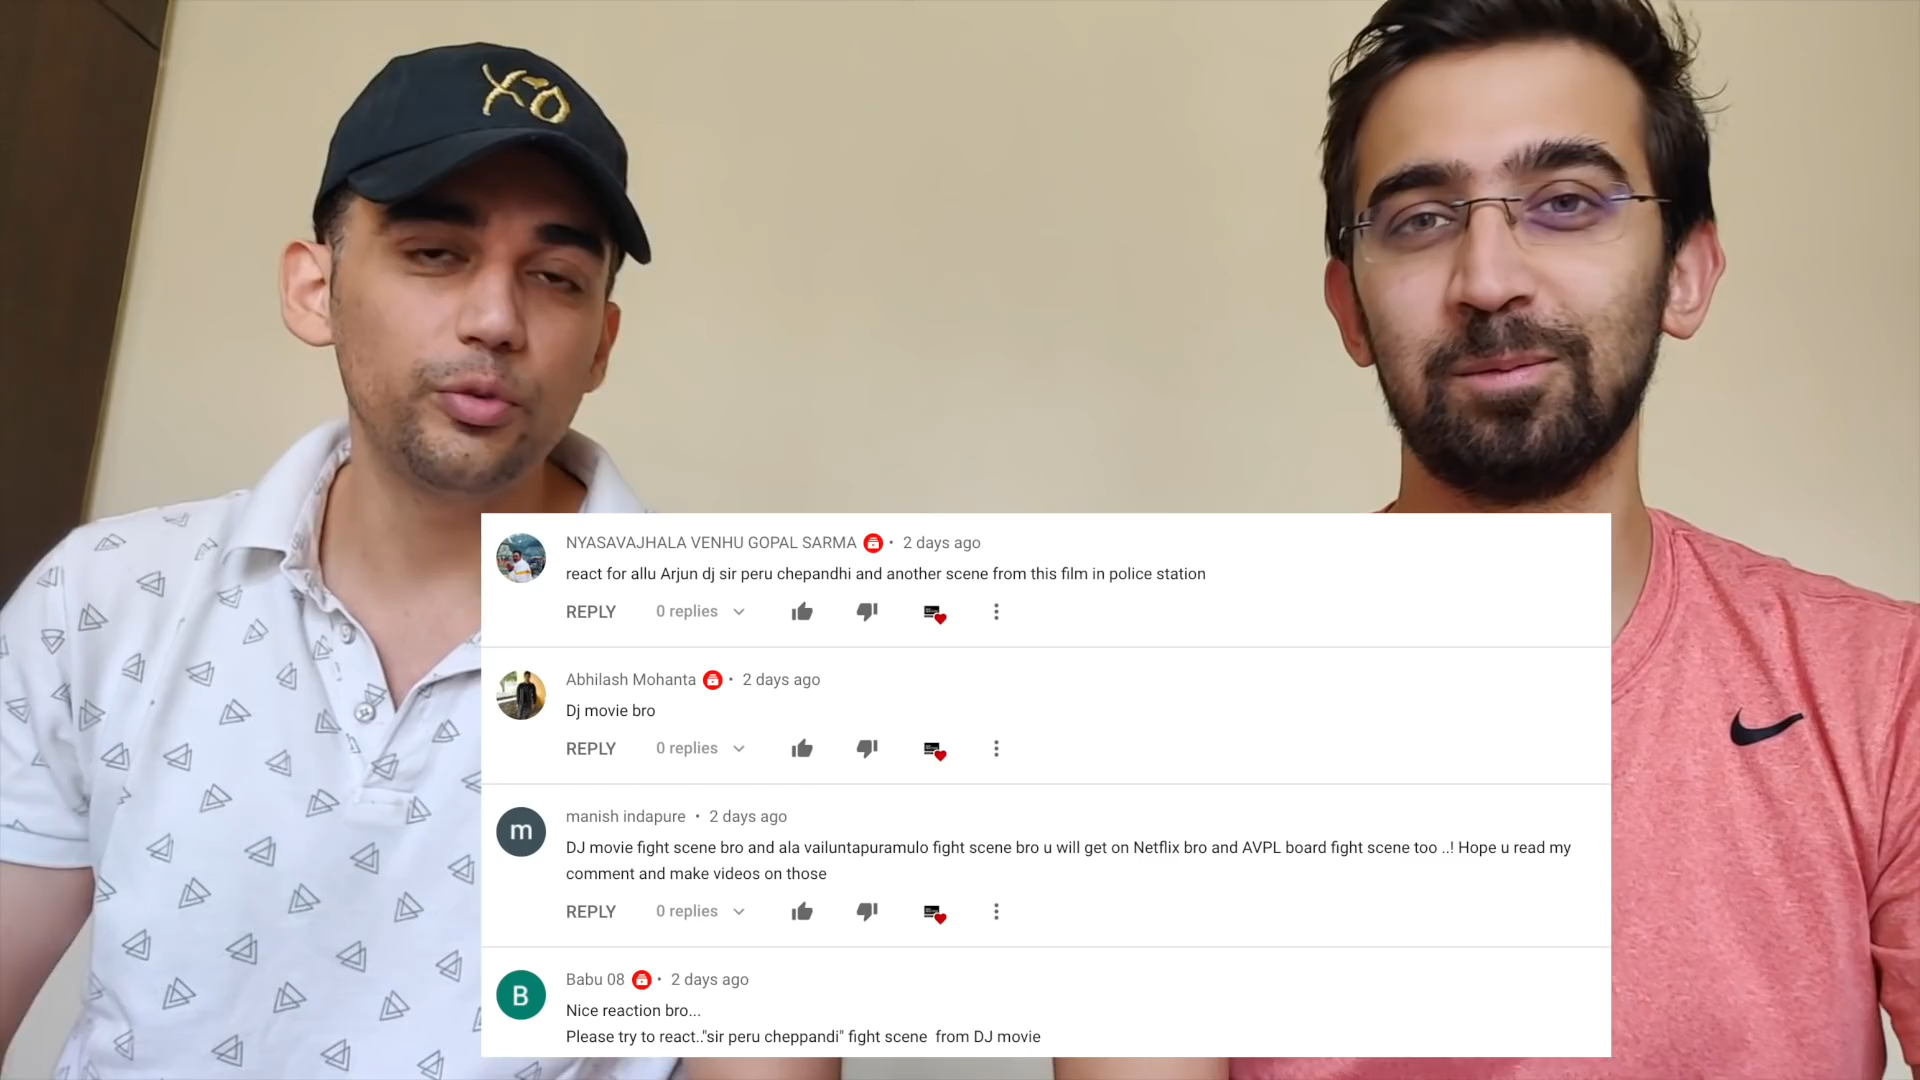 XO
NYASAVAJHALA VENHU GOPAL SARMA • 2 days ago
react for allu Arjun dj sir peru chepandhi and another scene from this film in police station
REPLY 0 replies
Abhilash Mohanta • 2 days ago
Dj movie bro
REPLY 0 replies
m
manish indapure • 2 days ago
DJ movie fight scene bro and ala vailuntapuramulo fight scene bro u will get on Netflix bro and AVPL board fight scene too ..! Hope u read my
comment and make videos on those
REPLY 0 replies
B
Babu 08 • 2 days ago
Nice reaction bro...
Please try to react.."sir peru cheppandi" fight scene from DJ movie